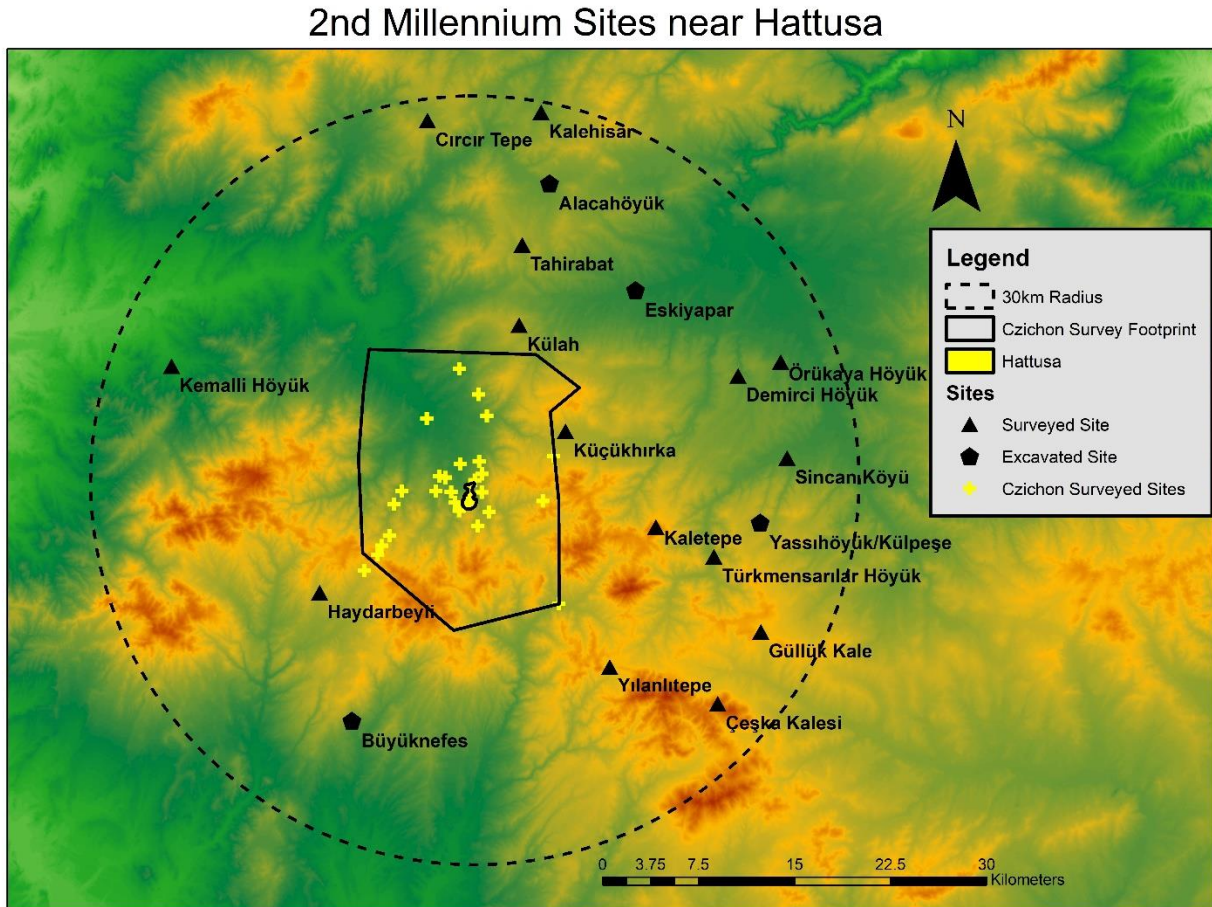 2nd Millennium Sites near Hattusa
Cırcır Tepe
Kalehisar
Alacahöyük
Tahirabat
Eskiyapar
Külah
Kemalli Höyük
Örükaya Höyük
Demirci Höyük
Küçükhırka
Sincan Köyü
Kaletepe
Yassıhöyük/Külpeşe
Türkmensarılar Höyük
Haydarbeyli
Güllük Kale
Yılanlıtepe
Çeşka Kalesi
Büyüknefes
N
Legend
30km Radius
Czichon Survey Footprint
Hattusa
Sites
Surveyed Site
Excavated Site
Czichon Surveyed Sites
0 3.75 7.5 15 22.5 30
Kilometers